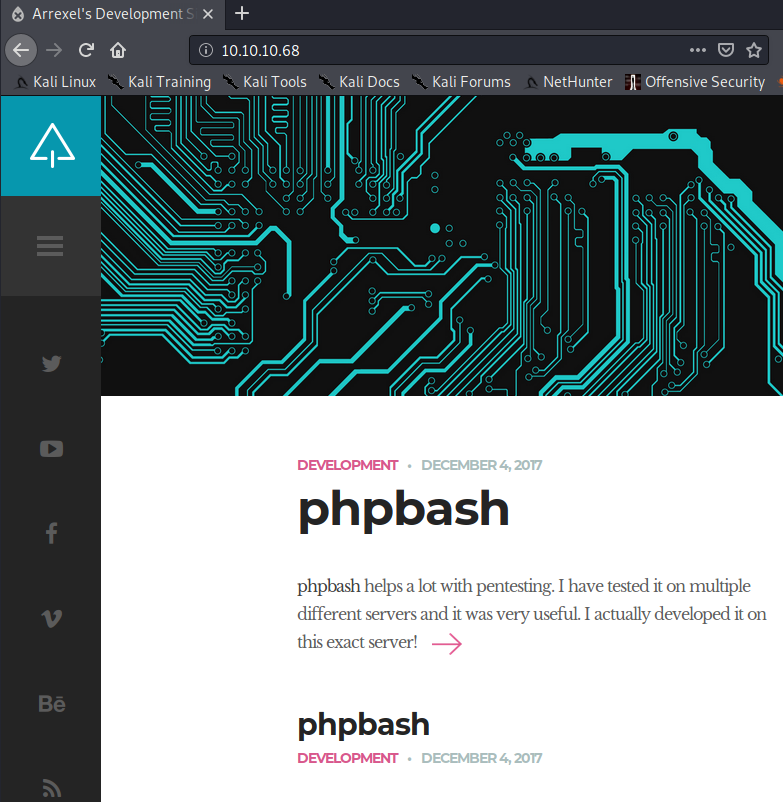 Arrexel's Development S
10.10.10.68
Kali Linux Kali Training Kali Tools Kali Docs Kali Forums NetHunter Offensive Security
DEVELOPMENT • DECEMBER 4, 2017
phpbash
phpbash helps a lot with pentesting. I have tested it on multiple
different servers and it was very useful. I actually developed it on
this exact server!
phpbash
DEVELOPMENT • DECEMBER 4, 2017
Bē